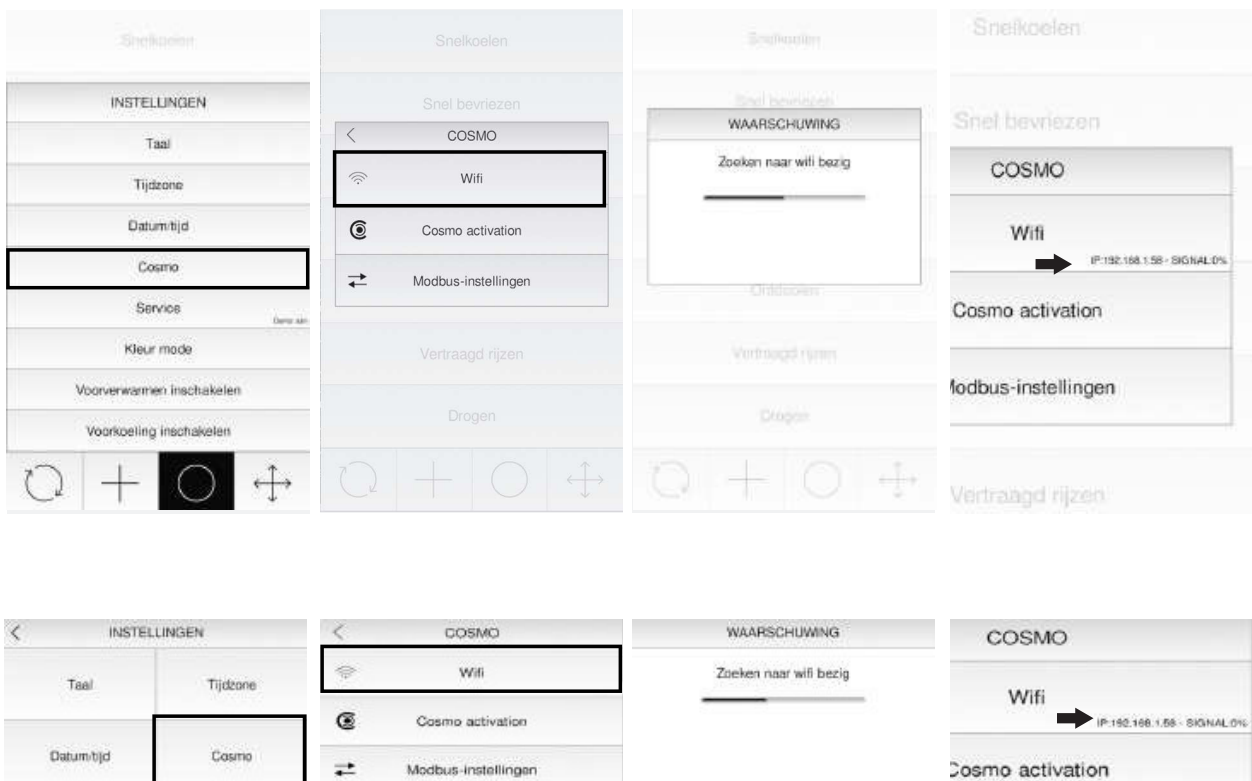 Snelkoelen
INSTELLINGEN
Taal
Tijdzone
Datum/tijd
Cosmo
Service
Kleur mode
Voorverwarmen inschakelen
Voorkoeling inschakelen
Snelkoelen
Snel bevriezen
COSMO
Wifi
Cosmo activation
Modbus-instellingen
Vertraagd rijzen
Drogen
Snelkoelen
Snel bevriezen
WAARSCHUWING
Zoeken naar wifi bezig
Ontdooien
Vertraagd rijzen
Drogen
Snelkoelen
Snel bevriezen
COSMO
Wifi
IP:192.168.1.58 - SIGNAL:0%
Cosmo activation
Modbus-instellingen
Vertraagd rijzen
INSTELLINGEN
Taal
Tijdzone
Datum/tijd
Cosmo
COSMO
Wifi
Cosmo activation
Modbus-instellingen
WAARSCHUWING
Zoeken naar wifi bezig
COSMO
Wifi
IP:192.168.1.58 - SIGNAL:0%
Cosmo activation